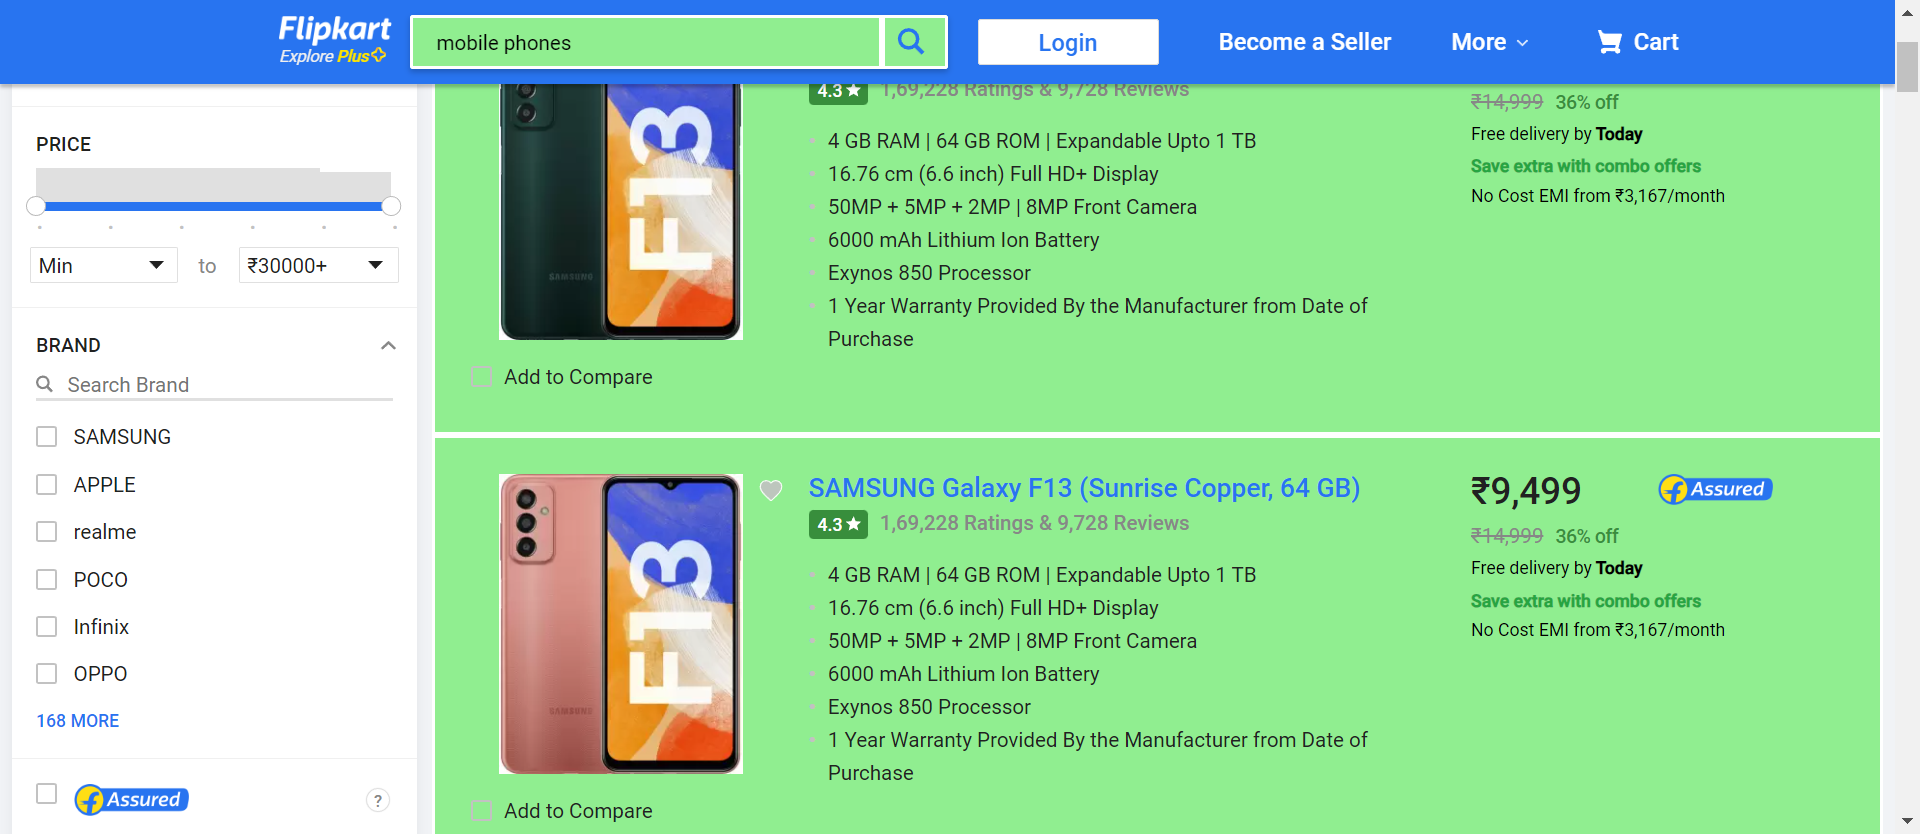 Flipkart
Explore Plus
mobile phones
Login
Become a Seller
More
Cart
PRICE
Min
to
₹30000+
BRAND
Search Brand
SAMSUNG
APPLE
realme
POCO
Infinix
OPPO
168 MORE
Assured
?
SAMSUNG
F13
4.3
1,69,228 Ratings & 9,728 Reviews
4 GB RAM | 64 GB ROM | Expandable Upto 1 TB
16.76 cm (6.6 inch) Full HD+ Display
50MP + 5MP + 2MP | 8MP Front Camera
6000 mAh Lithium Ion Battery
Exynos 850 Processor
1 Year Warranty Provided By the Manufacturer from Date of
Purchase
₹14,999 36% off
Free delivery by Today
Save extra with combo offers
No Cost EMI from ₹3,167/month
Add to Compare
SAMSUNG
F13
SAMSUNG Galaxy F13 (Sunrise Copper, 64 GB)
4.3
1,69,228 Ratings & 9,728 Reviews
4 GB RAM | 64 GB ROM | Expandable Upto 1 TB
16.76 cm (6.6 inch) Full HD+ Display
50MP + 5MP + 2MP | 8MP Front Camera
6000 mAh Lithium Ion Battery
Exynos 850 Processor
1 Year Warranty Provided By the Manufacturer from Date of
Purchase
₹9,499
Assured
₹14,999 36% off
Free delivery by Today
Save extra with combo offers
No Cost EMI from ₹3,167/month
Add to Compare